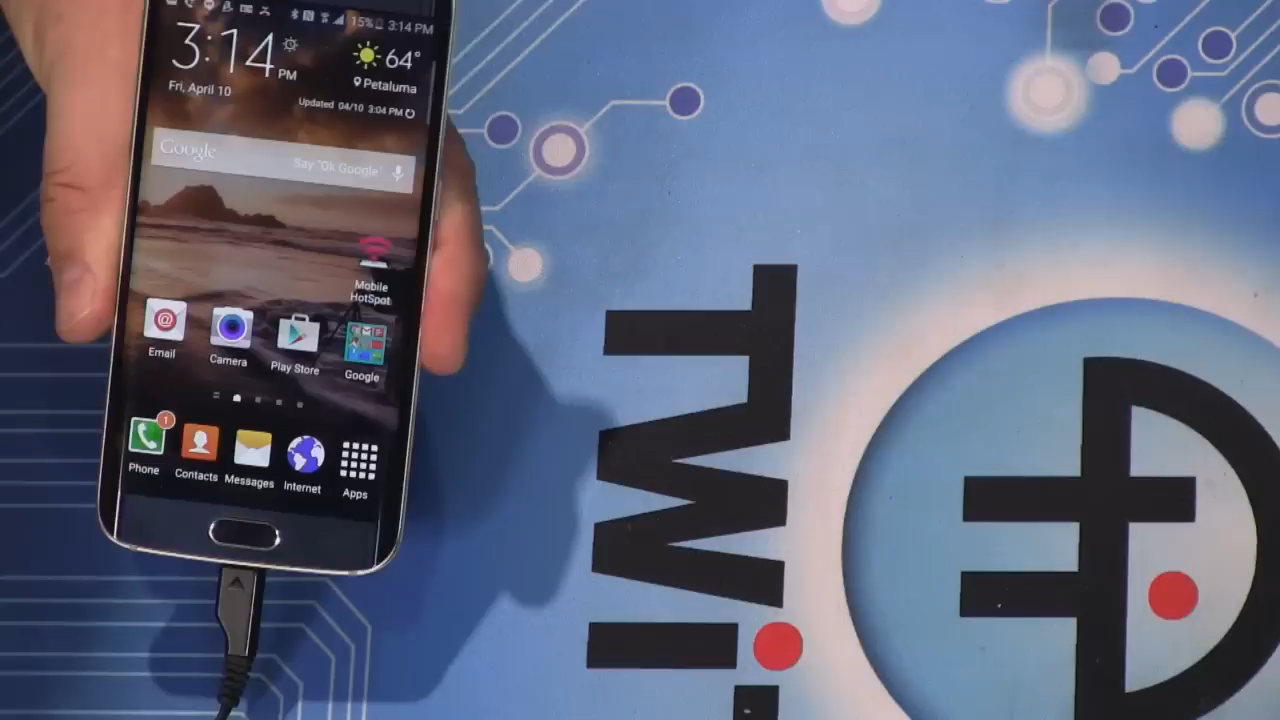 15% 3:14 PM
3:14 PM
64°
Petaluma
Fri, April 10
Updated 04/10 3:04 PM
Google
Say "Ok Google"
Mobile
HotSpot
Email
Camera
Play Store
Google
1
Phone
Contacts
Messages
Internet
Apps
TWiT